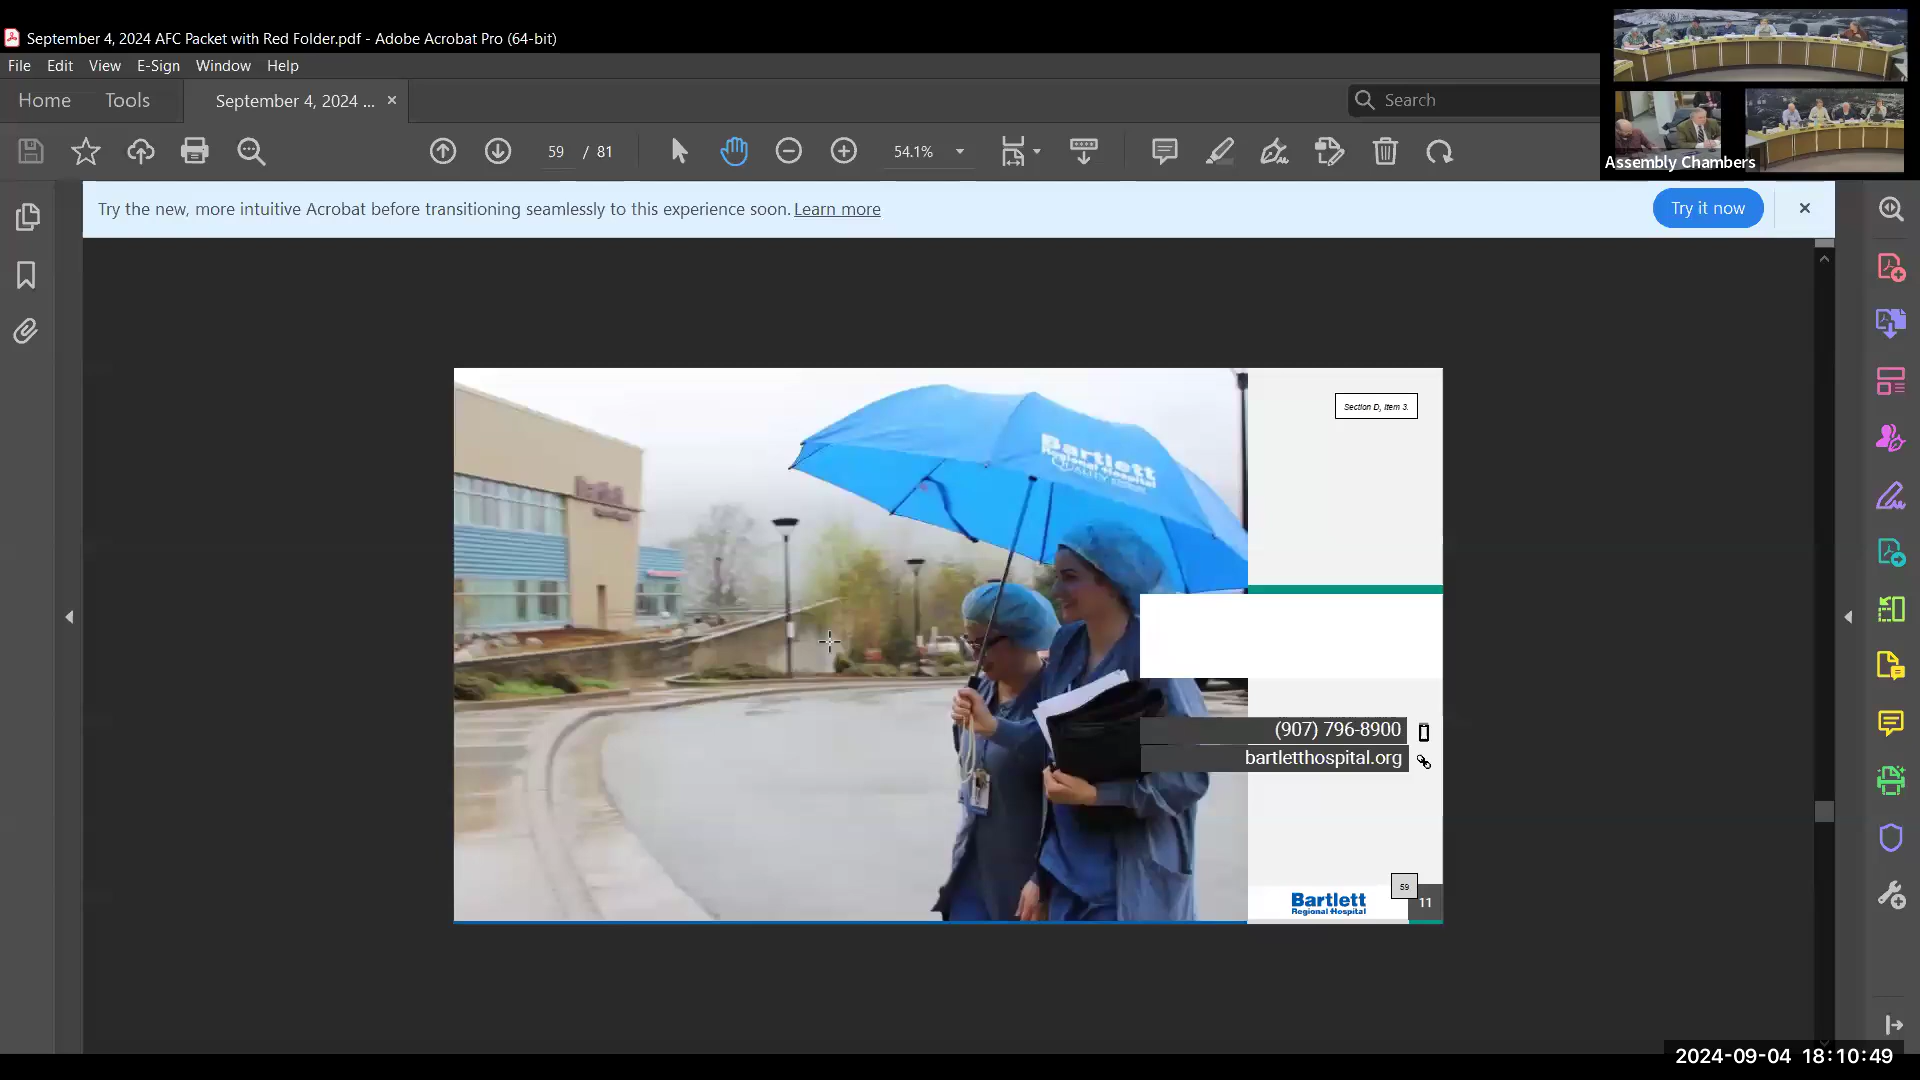 September 4, 2024 AFC Packet with Red Folder.pdf - Adobe Acrobat Pro (64-bit)
File Edit View E-Sign Window Help
Home Tools September 4, 2024 ... ×
Search
59 / 81
54.1%
Assembly Chambers
Try the new, more intuitive Acrobat before transitioning seamlessly to this experience soon. Learn more
Try it now
Section D, Item 3.
Bartlett
Regional Hospital
QUALITY
(907) 796-8900
bartletthospital.org
59
Bartlett
Regional Hospital
11
2024-09-04 18:10:49